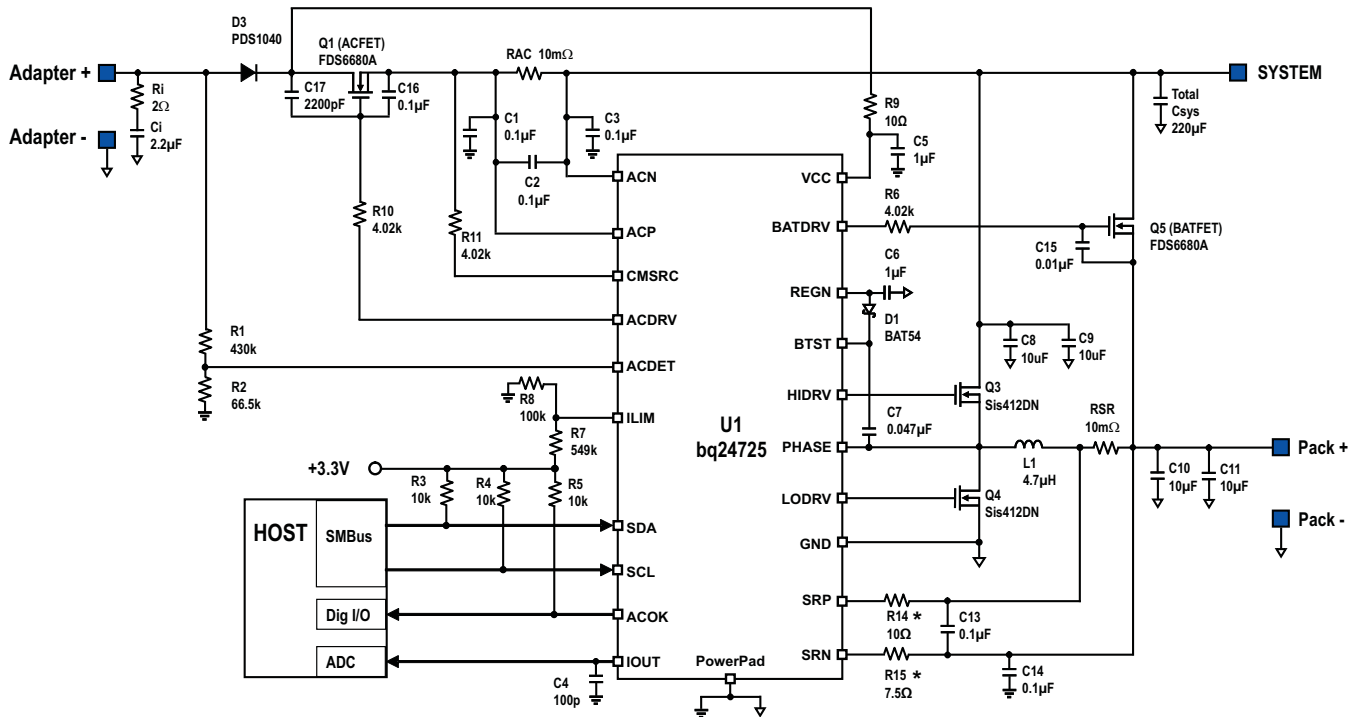 D3
PDS1040
Q1 (ACFET)
FDS6680A
RAC 10mΩ
Adapter +
SYSTEM
Ri
2Ω
C17
2200pF
C16
0.1µF
R9
10Ω
Total
Csys
220µF
Ci
2.2µF
C1
0.1µF
C3
0.1µF
Adapter -
C5
1µF
C2
0.1µF
ACN
VCC
R10
4.02k
R11
4.02k
ACP
BATDRV
R6
4.02k
Q5 (BATFET)
FDS6680A
C15
0.01µF
CMSRC
C6
1µF
REGN
ACDRV
D1
BAT54
R1
430k
BTST
C8
10uF
C9
10uF
ACDET
R2
66.5k
R8
100k
HIDRV
Q3
Sis412DN
ILIM
U1
bq24725
C7
0.047µF
RSR
10mΩ
R7
549k
PHASE
Pack +
L1
4.7µH
C10
10µF
C11
10µF
+3.3V
R3
10k
R4
10k
R5
10k
LODRV
Q4
Sis412DN
HOST
SMBus
SDA
GND
Pack -
SCL
SRP
R14 *
10Ω
C13
0.1µF
Dig I/O
ACOK
ADC
IOUT
PowerPad
SRN
R15 *
7.5Ω
C14
0.1µF
C4
100p